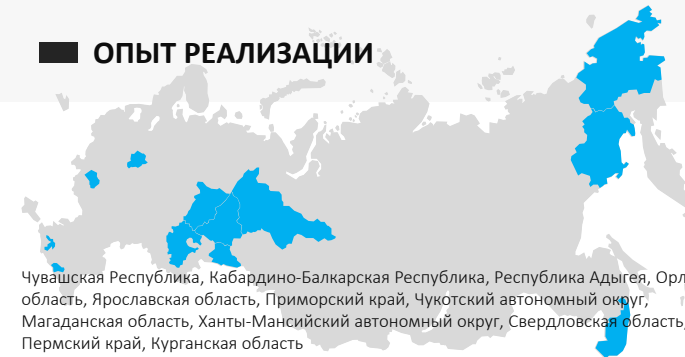 ОПЫТ РЕАЛИЗАЦИИ
Чувашская Республика, Кабардино-Балкарская Республика, Республика Адыгея, Орл
область, Ярославская область, Приморский край, Чукотский автономный округ,
Магаданская область, Ханты-Мансийский автономный округ, Свердловская область,
Пермский край, Курганская область